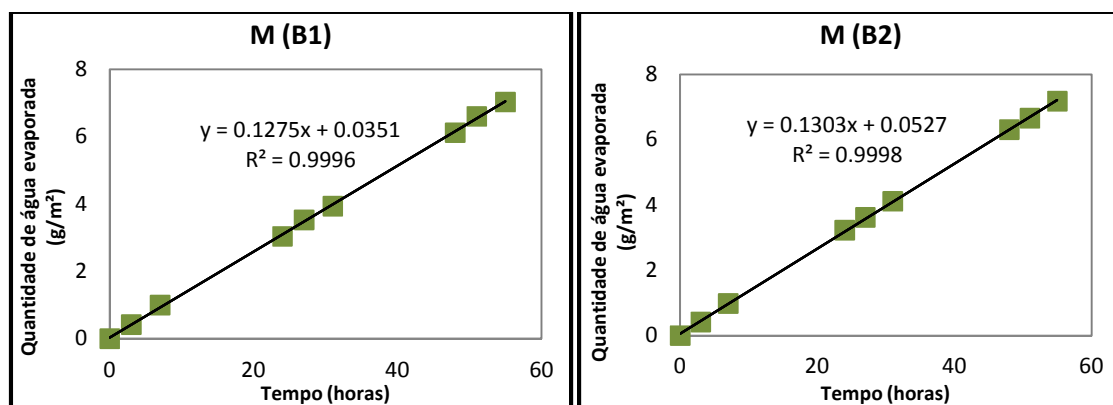 M (B1)
Quantidade de água evaporada
(g/m²)
8
6
4
2
0
y = 0.1275x + 0.0351
R² = 0.9996
0 20 40 60
Tempo (horas)
M (B2)
Quantidade de água evaporada
(g/m²)
8
6
4
2
0
y = 0.1303x + 0.0527
R² = 0.9998
0 20 40 60
Tempo (horas)